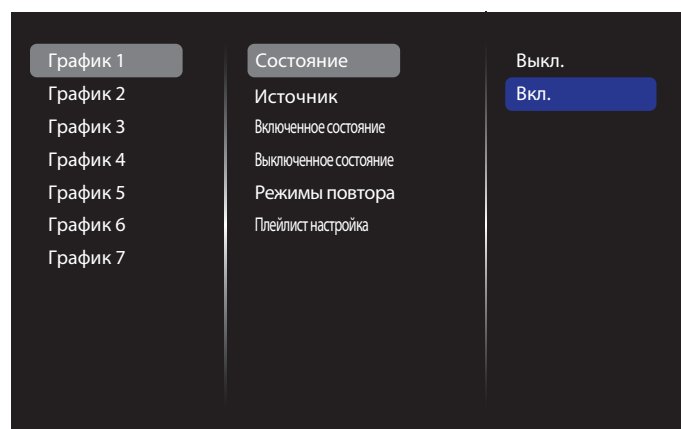 График 1
График 2
График 3
График 4
График 5
График 6
График 7
Состояние
Источник
Включенное состояние
Выключенное состояние
Режимы повтора
Плейлист настройка
Выкл.
Вкл.